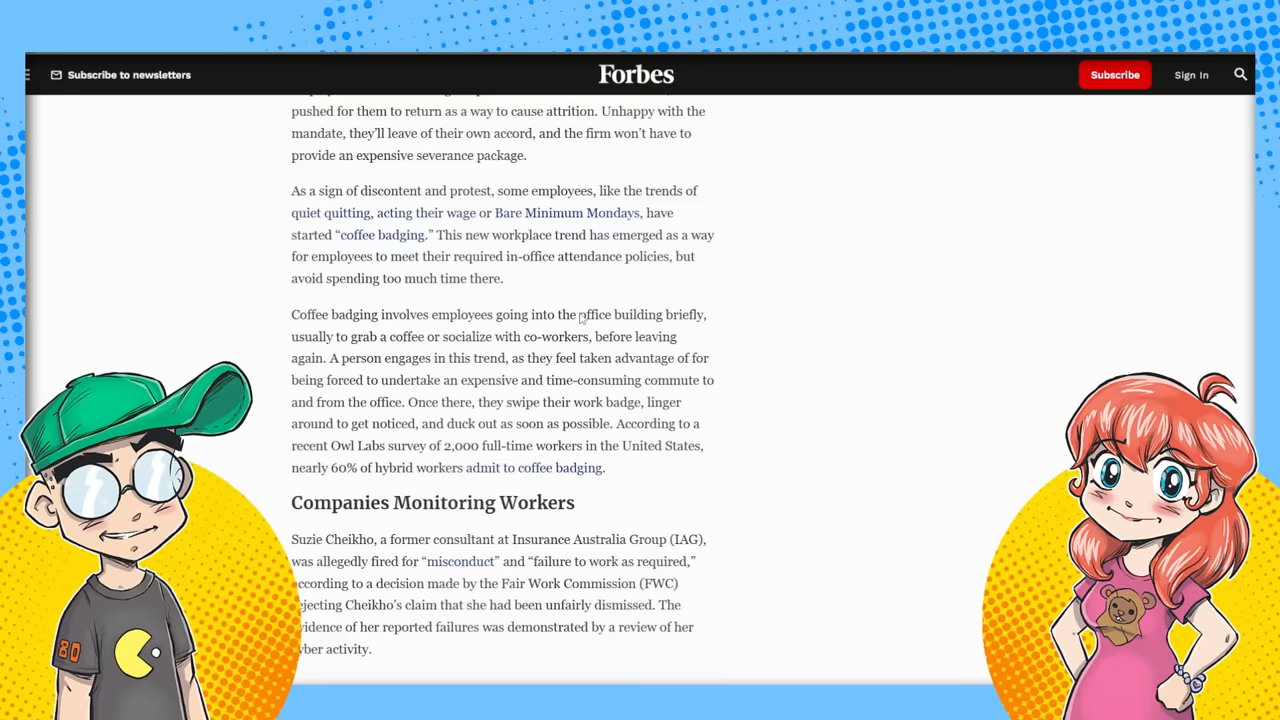 Subscribe to newsletters
Forbes
Subscribe
Sign In
pushed for them to return as a way to cause attrition. Unhappy with the
mandate, they’ll leave of their own accord, and the firm won’t have to
provide an expensive severance package.
As a sign of discontent and protest, some employees, like the trends of
quiet quitting, acting their wage or Bare Minimum Mondays, have
started “coffee badging.” This new workplace trend has emerged as a way
for employees to meet their required in-office attendance policies, but
avoid spending too much time there.
Coffee badging involves employees going into the office building briefly,
usually to grab a coffee or socialize with co-workers, before leaving
again. A person engages in this trend, as they feel taken advantage of for
being forced to undertake an expensive and time-consuming commute to
and from the office. Once there, they swipe their work badge, linger
around to get noticed, and duck out as soon as possible. According to a
recent Owl Labs survey of 2,000 full-time workers in the United States,
nearly 60% of hybrid workers admit to coffee badging.
Companies Monitoring Workers
Suzie Cheikho, a former consultant at Insurance Australia Group (IAG),
was allegedly fired for “misconduct” and “failure to work as required,”
according to a decision made by the Fair Work Commission (FWC)
rejecting Cheikho’s claim that she had been unfairly dismissed. The
evidence of her reported failures was demonstrated by a review of her
cyber activity.
80